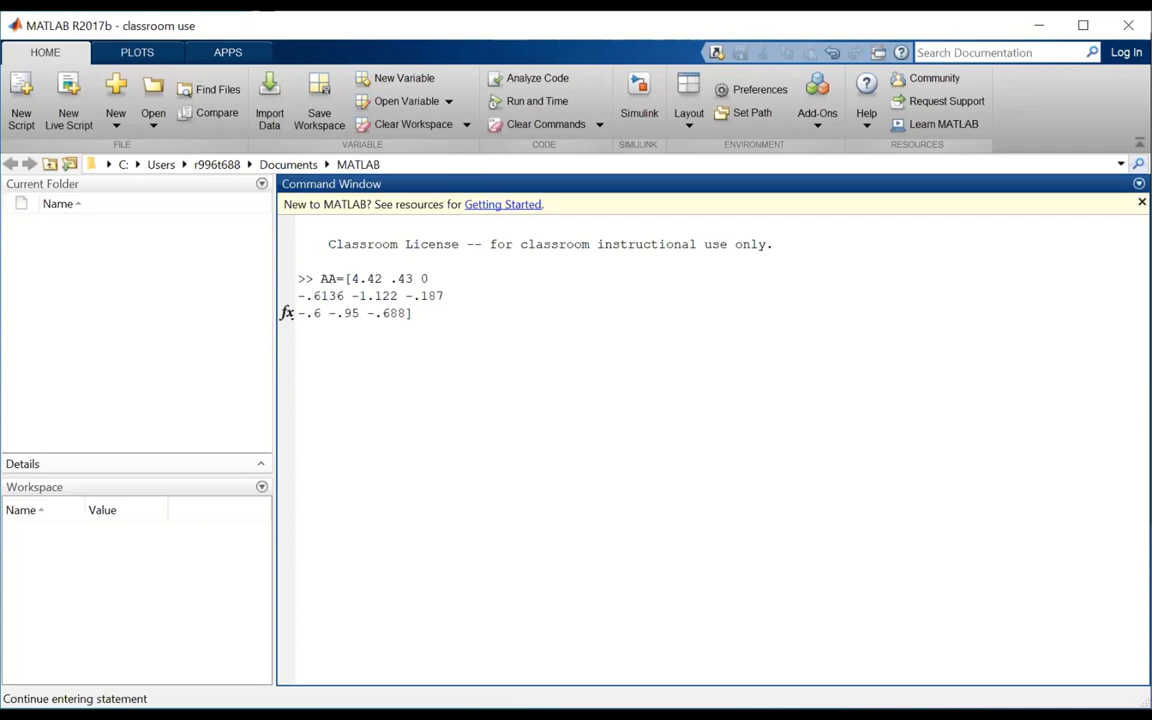 MATLAB R2017b - classroom use
HOME PLOTS APPS
Search Documentation Log In
New Script
New Live Script
New
Open
Find Files
Compare
Import Data
Save Workspace
New Variable
Open Variable
Clear Workspace
Analyze Code
Run and Time
Clear Commands
Simulink
Layout
Preferences
Set Path
Add-Ons
Help
Community
Request Support
Learn MATLAB
FILE VARIABLE CODE SIMULINK ENVIRONMENT RESOURCES
C: Users r996t688 Documents MATLAB
Current Folder
Name
Details
Workspace
Name Value
Command Window
New to MATLAB? See resources for Getting Started.
Classroom License -- for classroom instructional use only.
>> AA=[4.42 .43 0
-.6136 -1.122 -.187
fx -.6 -.95 -.688]
Continue entering statement